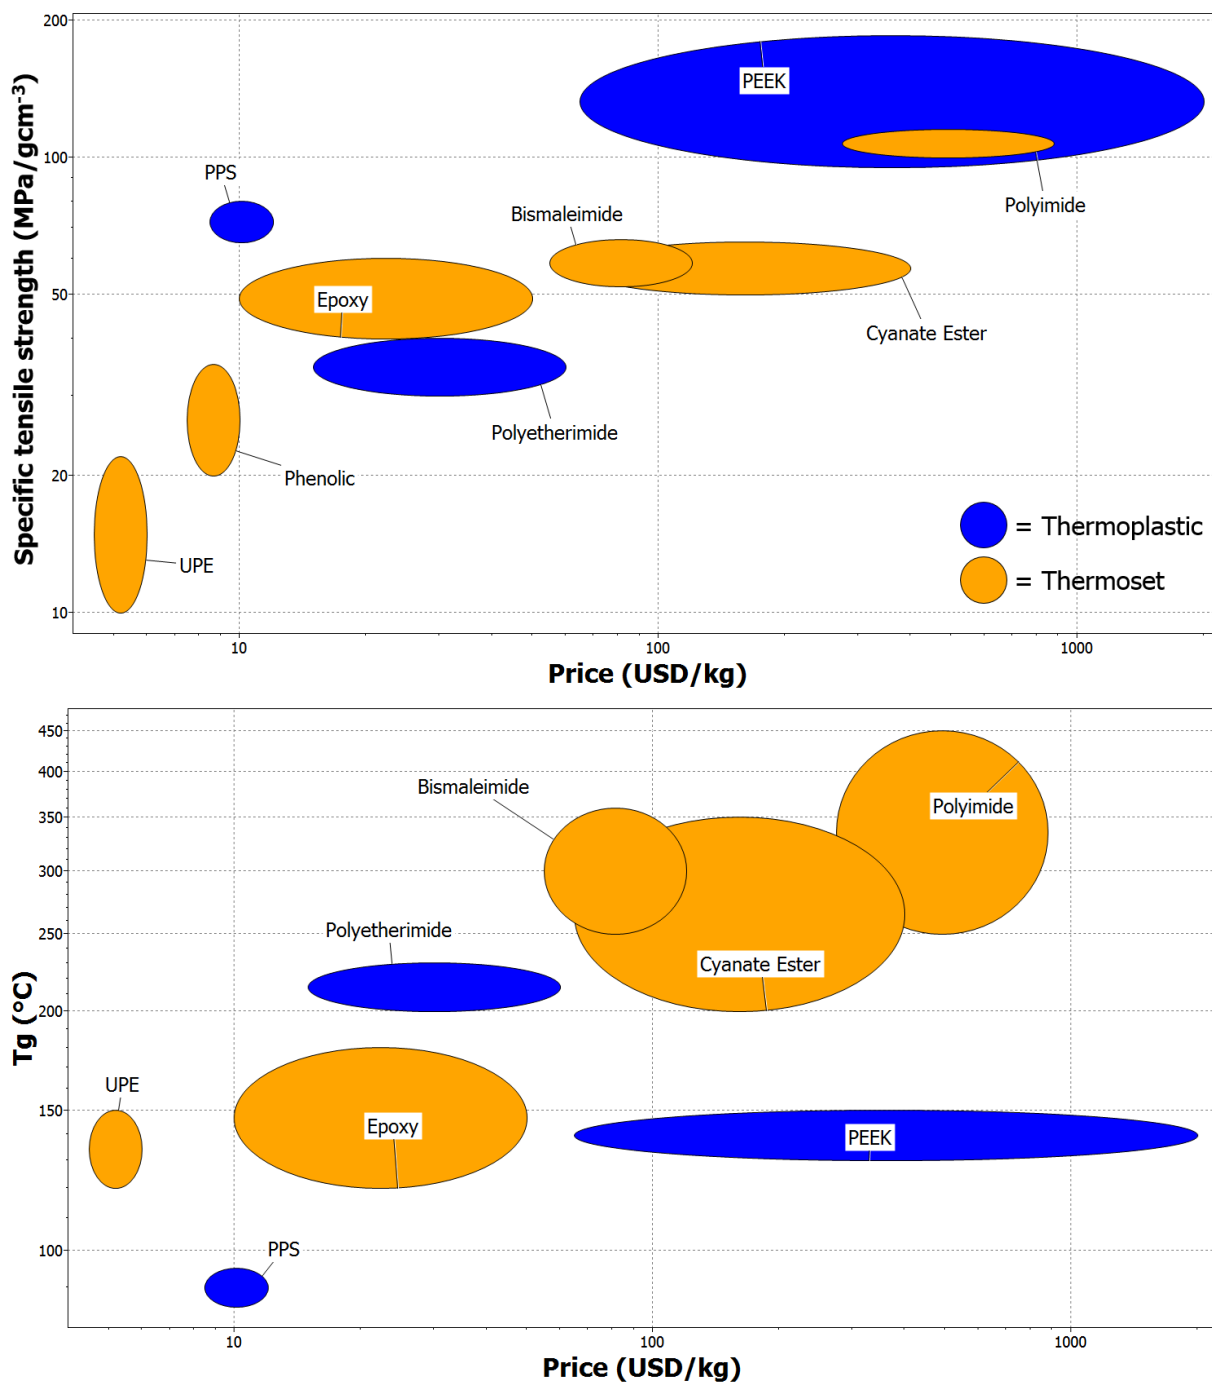 200
100
50
20
10
Specific tensile strength (MPa/gcm⁻³)
PEEK
PPS
Polyimide
Bismaleimide
Epoxy
Cyanate Ester
Polyetherimide
Phenolic
UPE
= Thermoplastic
= Thermoset
10
100
1000
Price (USD/kg)
450
400
350
300
250
200
150
100
Tg (°C)
Bismaleimide
Polyimide
Polyetherimide
Cyanate Ester
UPE
Epoxy
PEEK
PPS
10
100
1000
Price (USD/kg)